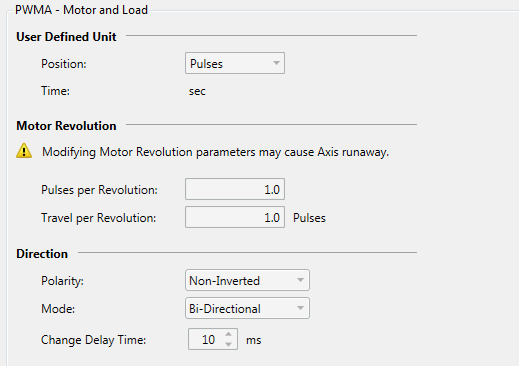 PWMA - Motor and Load
User Defined Unit
Position: Pulses
Time: sec
Motor Revolution
Modifying Motor Revolution parameters may cause Axis runaway.
Pulses per Revolution: 1.0
Travel per Revolution: 1.0 Pulses
Direction
Polarity: Non-Inverted
Mode: Bi-Directional
Change Delay Time: 10 ms